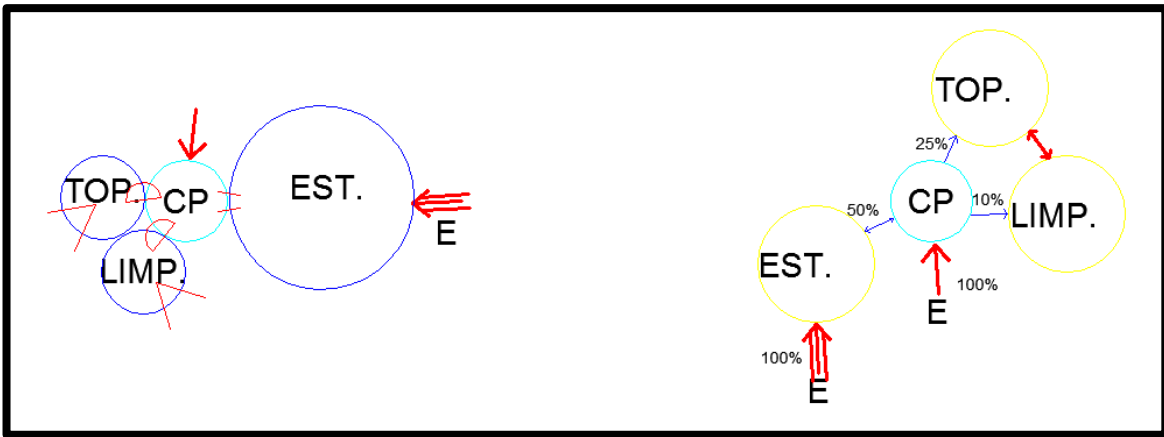 TOP.
CP
EST.
LIMP.
E
TOP.
25%
CP
10%
LIMP.
50%
EST.
100%
E
100%
E